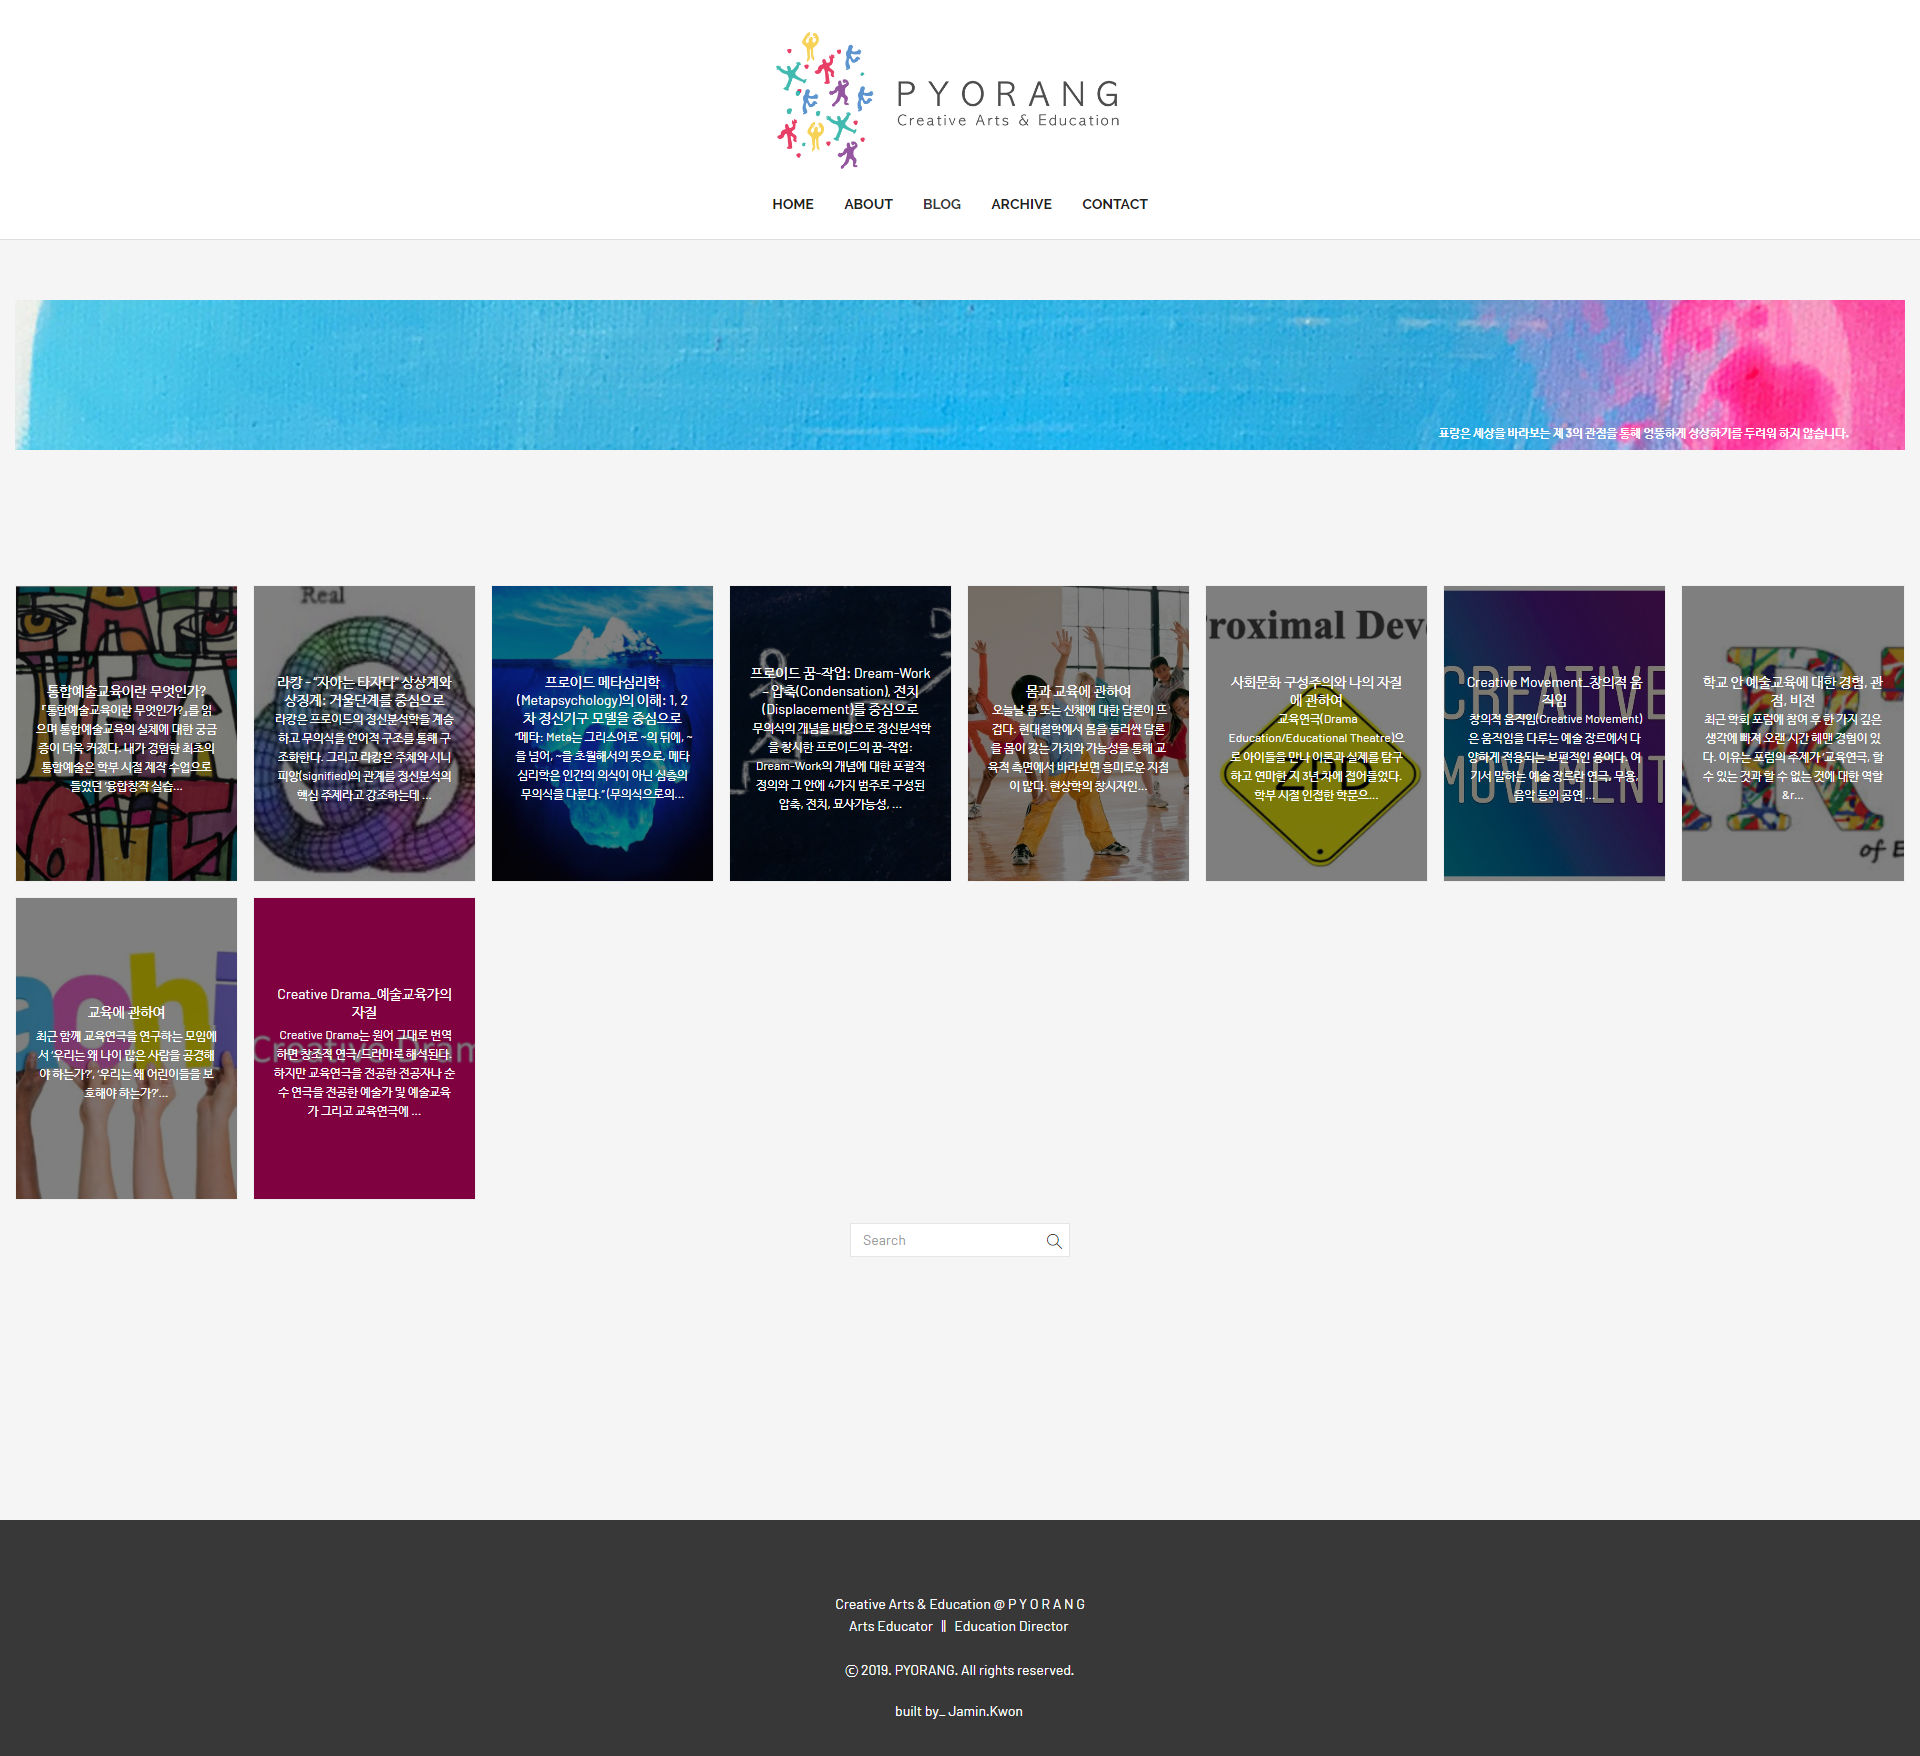 PYORANG
Creative Arts & Education
HOME
ABOUT
BLOG
ARCHIVE
CONTACT
표랑은 세상을 바라보는 제 3의 관점을 통해 엉뚱하게 상상하기를 두려워 하지 않습니다.
통합예술교육이란 무엇인가?
『통합예술교육이란 무엇인가?』를 읽
으며 통합예술교육의 실체에 대한 궁금
증이 더욱 커졌다. 내가 경험한 최초의
통합예술은 학부 시절 제작 수업으로
들었던 '융합창작 실습...
Real
라캉 - "자아는 타자다" 상상계와
상징계: 거울단계를 중심으로
라캉은 프로이드의 정신분석학을 계승
하고 무의식을 언어적 구조를 통해 구
조화한다. 그리고 라캉은 주체와 시니
피앙(signified)의 관계를 정신분석의
핵심 주제라고 강조하는데 ...
프로이드 메타심리학
(Metapsychology)의 이해: 1, 2
차 정신기구 모델을 중심으로
"메타: Meta는 그리스어로 ~의 뒤에, ~
을 넘어, ~을 초월해서의 뜻으로, 메타
심리학은 인간의 의식이 아닌 심층의
무의식을 다룬다." (무의식으로의...
프로이드 꿈-작업: Dream-Work
- 압축(Condensation), 전치
(Displacement)를 중심으로
무의식의 개념을 바탕으로 정신분석학
을 창시한 프로이드의 꿈-작업:
Dream-Work의 개념에 대한 포괄적
정의와 그 안에 4가지 범주로 구성된
압축, 전치, 묘사가능성, ...
몸과 교육에 관하여
오늘날 몸 또는 신체에 대한 담론이 뜨
겁다. 현대철학에서 몸을 둘러싼 담론
을 몸이 갖는 가치와 가능성을 통해 교
육적 측면에서 바라보면 흥미로운 지점
이 많다. 현상학의 창시자인...
roximal Deve
사회문화 구성주의와 나의 자질
에 관하여
교육연극(Drama
Education/Educational Theatre)으
로 아이들을 만나 이론과 실제를 탐구
하고 연마한 지 3년 차에 접어들었다.
학부 시절 인접한 학문으...
CREATIVE
MOVEMENT
Creative Movement_창의적 움
직임
창의적 움직임(Creative Movement)
은 움직임을 다루는 예술 장르에서 다
양하게 적용되는 보편적인 용어다. 여
기서 말하는 예술 장르란 연극, 무용,
음악 등의 공연 ...
학교 안 예술교육에 대한 경험, 관
점, 비전
최근 학회 포럼에 참여 후 한 가지 깊은
생각에 빠져 오랜 시간 헤맨 경험이 있
다. 이유는 포럼의 주제가 '교육연극, 할
수 있는 것과 할 수 없는 것에 대한 역할
&r...
R
of E
achi
교육에 관하여
최근 함께 교육연극을 연구하는 모임에
서 '우리는 왜 나이 많은 사람을 공경해
야 하는가?', '우리는 왜 어린이들을 보
호해야 하는가?'...
Creative Dram
Creative Drama_예술교육가의
자질
Creative Drama는 원어 그대로 번역
하면 창조적 연극/드라마로 해석된다.
하지만 교육연극을 전공한 전공자나 순
수 연극을 전공한 예술가 및 예술교육
가 그리고 교육연극에 ...
Search
Creative Arts & Education @ P Y O R A N G
Arts Educator || Education Director
ⓒ 2019. PYORANG. All rights reserved.
built by_ Jamin.Kwon